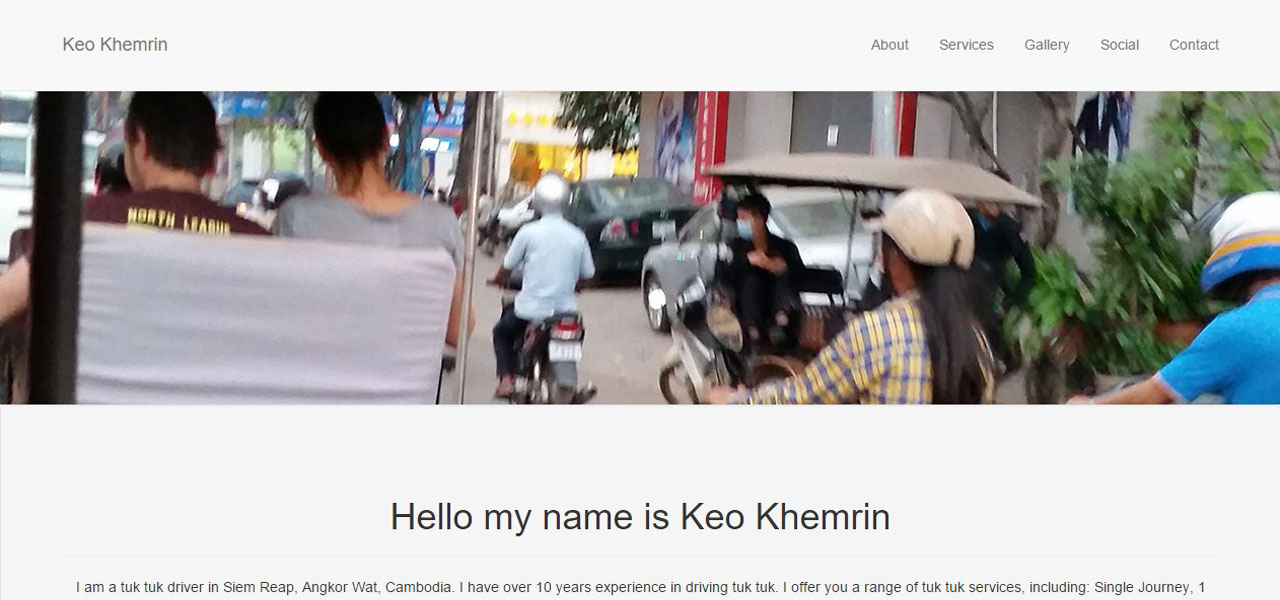 Keo Khemrin
About Services Gallery Social Contact
NORTH LEAGUE
Hello my name is Keo Khemrin
I am a tuk tuk driver in Siem Reap, Angkor Wat, Cambodia. I have over 10 years experience in driving tuk tuk. I offer you a range of tuk tuk services, including: Single Journey, 1